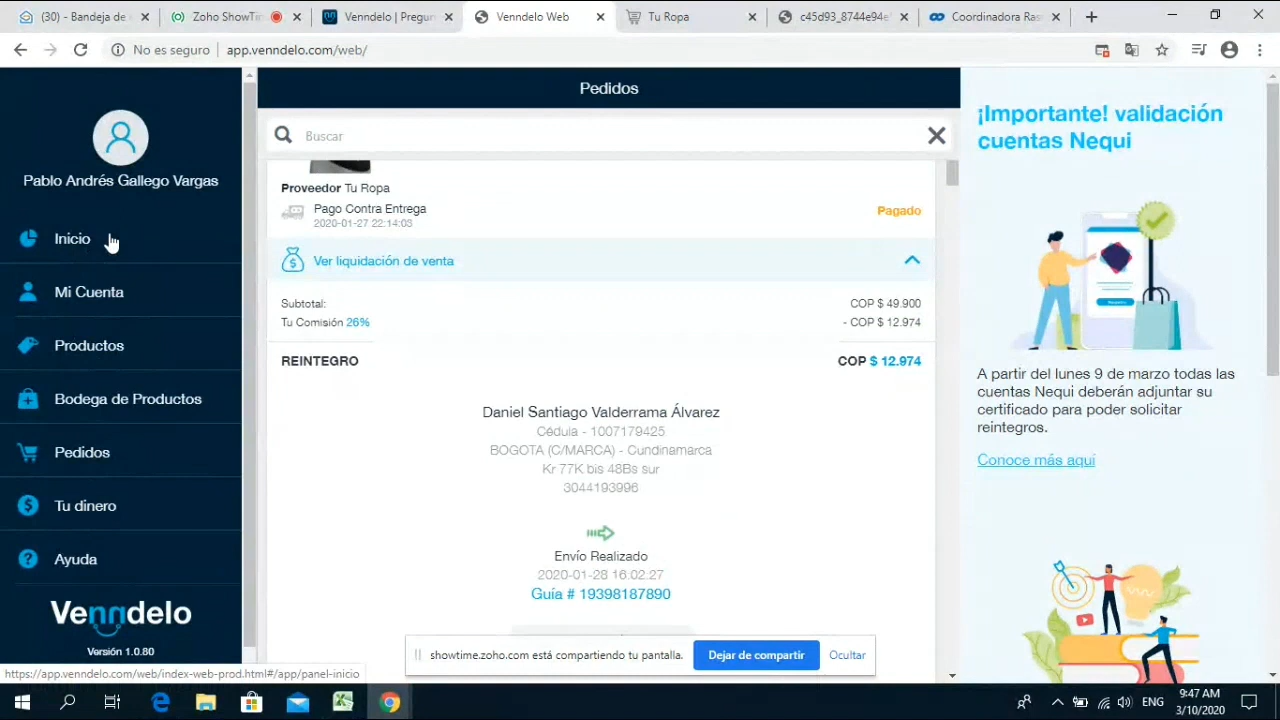 (30) - Bandeja de
Zoho ShowTim
Venndelo | Pregun
Venndelo Web
Tu Ropa
c45d93_8744e94e
Coordinadora Ras
No es seguro
app.venndelo.com/web/
Pablo Andrés Gallego Vargas
Inicio
Mi Cuenta
Productos
Bodega de Productos
Pedidos
Tu dinero
Ayuda
Venndelo
Versión 1.0.80
https://app.venndelo.com/web/index-web-prod.html#/app/panel-inicio
Pedidos
Buscar
Proveedor Tu Ropa
Pago Contra Entrega
2020-01-27 22:14:03
Pagado
Ver liquidación de venta
Subtotal: COP $ 49.900
Tu Comisión 26% - COP $ 12.974
REINTEGRO COP $ 12.974
Daniel Santiago Valderrama Álvarez
Cédula - 1007179425
BOGOTA (C/MARCA) - Cundinamarca
Kr 77K bis 48Bs sur
3044193996
Envío Realizado
2020-01-28 16:02:27
Guía # 19398187890
showtime.zoho.com está compartiendo tu pantalla.
Dejar de compartir
Ocultar
¡Importante! validación
cuentas Nequi
A partir del lunes 9 de marzo todas las
cuentas Nequi deberán adjuntar su
certificado para poder solicitar
reintegros.
Conoce más aquí
ENG
9:47 AM
3/10/2020